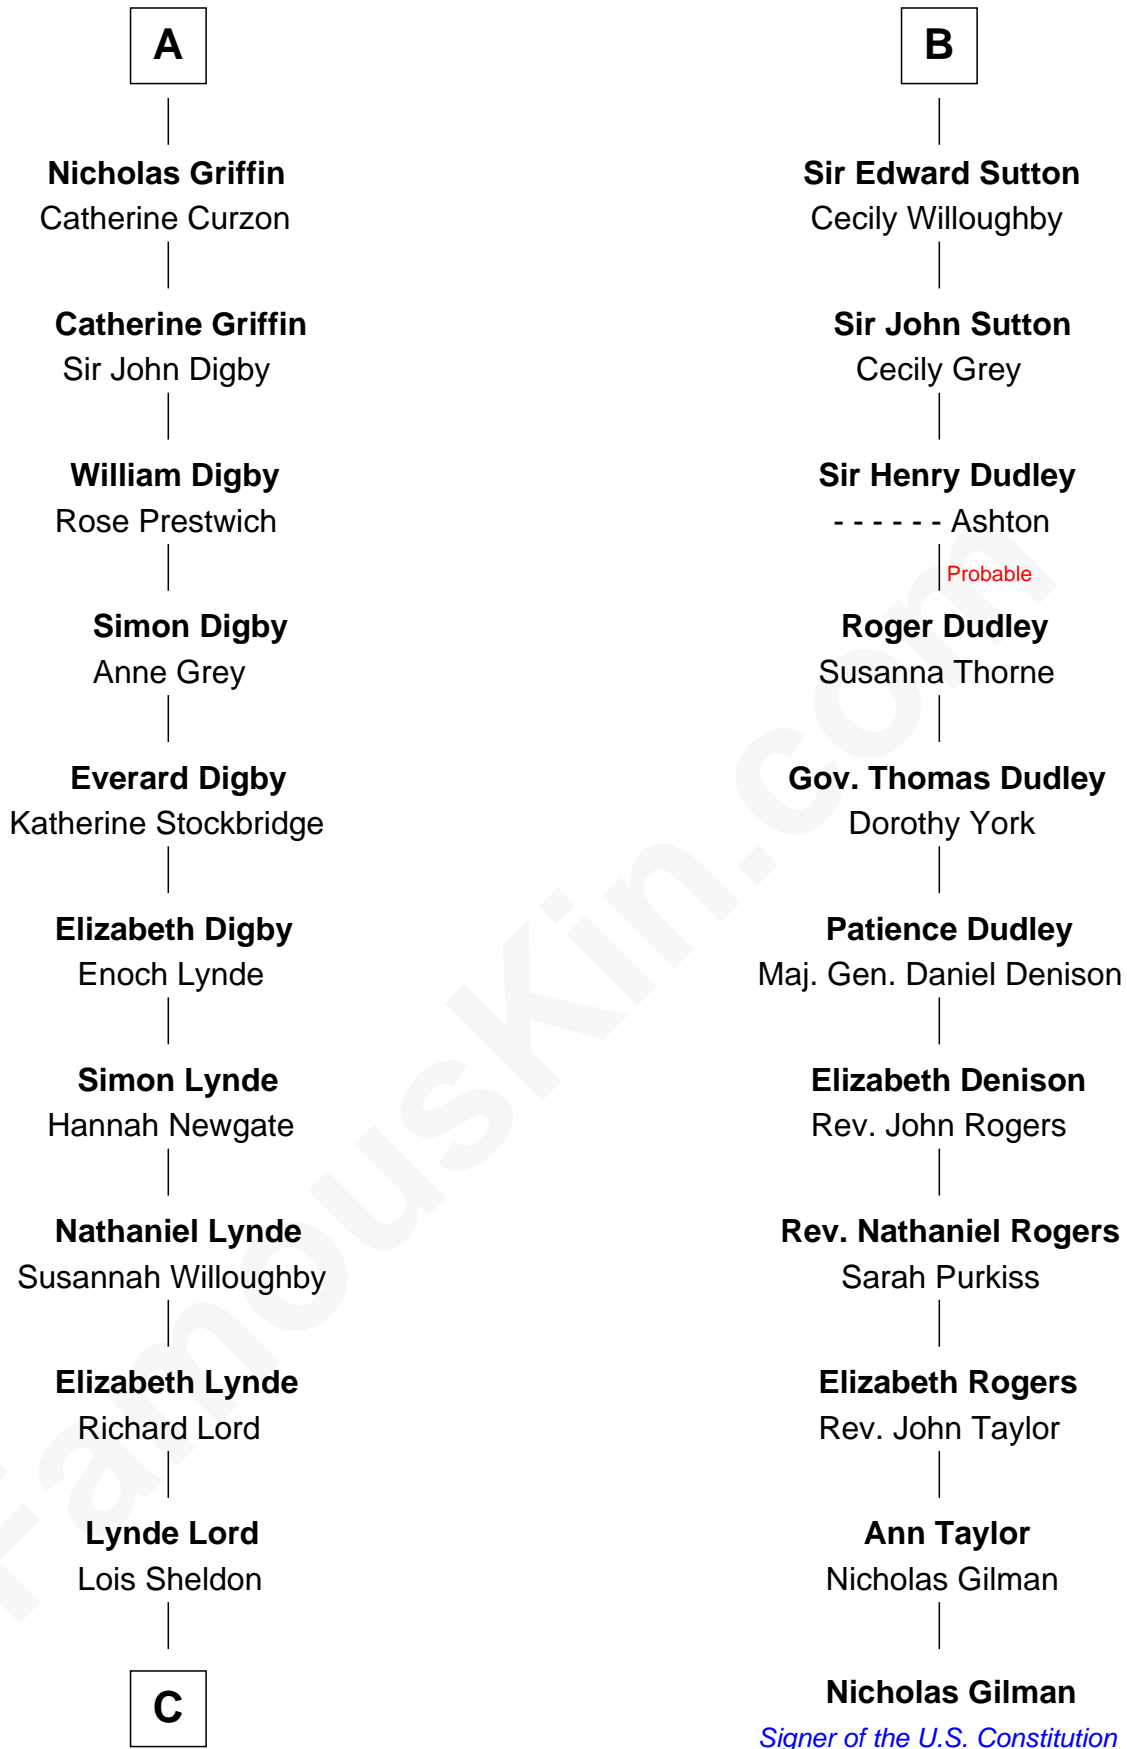 A
Nicholas Griffin
Catherine Curzon
Catherine Griffin
Sir John Digby
William Digby
Rose Prestwich
Simon Digby
Anne Grey
Everard Digby
Katherine Stockbridge
Elizabeth Digby
Enoch Lynde
Simon Lynde
Hannah Newgate
Nathaniel Lynde
Susannah Willoughby
Elizabeth Lynde
Richard Lord
Lynde Lord
Lois Sheldon
C
B
Sir Edward Sutton
Cecily Willoughby
Sir John Sutton
Cecily Grey
Sir Henry Dudley
- - - - - - Ashton
Probable
Roger Dudley
Susanna Thorne
Gov. Thomas Dudley
Dorothy York
Patience Dudley
Maj. Gen. Daniel Denison
Elizabeth Denison
Rev. John Rogers
Rev. Nathaniel Rogers
Sarah Purkiss
Elizabeth Rogers
Rev. John Taylor
Ann Taylor
Nicholas Gilman
Nicholas Gilman
Signer of the U.S. Constitution
FamousKin.com